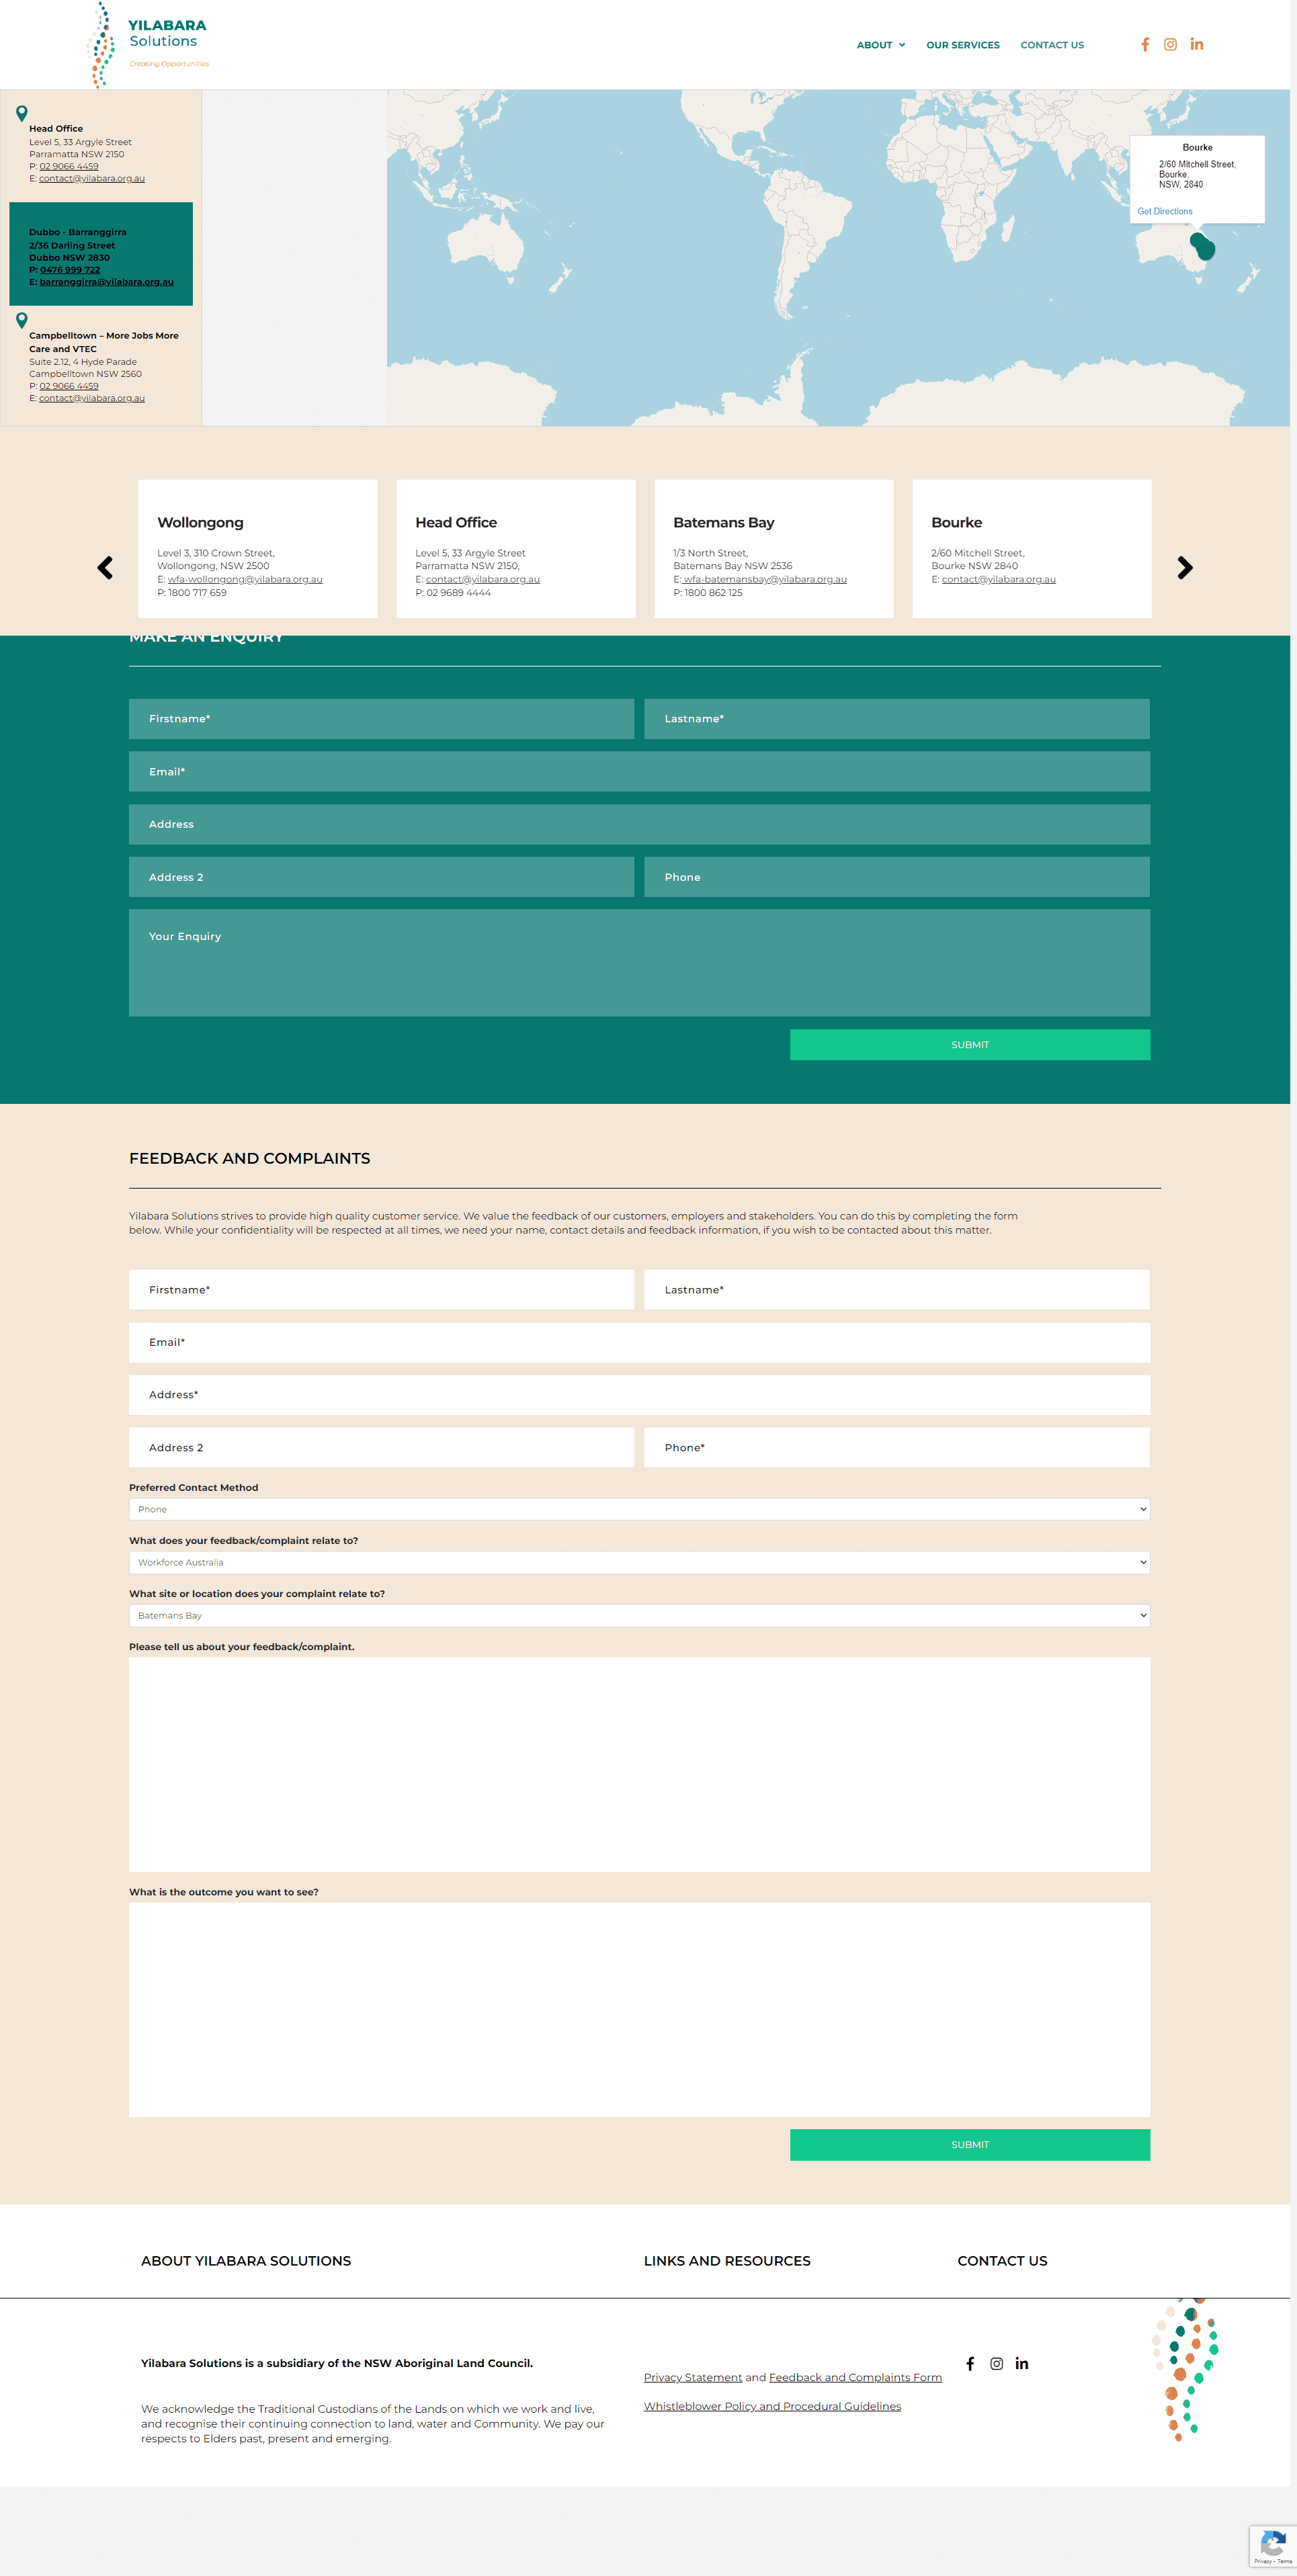 YILABARA
Solutions
Creating Opportunities
ABOUT
OUR SERVICES
CONTACT US
Head Office
Level 5, 33 Argyle Street
Parramatta NSW 2150
P: 02 9066 4459
E: contact@yilabara.org.au
Dubbo - Barranggirra
2/36 Darling Street
Dubbo NSW 2830
P: 0476 999 722
E: barranggirra@yilabara.org.au
Campbelltown – More Jobs More
Care and VTEC
Suite 2.12, 4 Hyde Parade
Campbelltown NSW 2560
P: 02 9066 4459
E: contact@yilabara.org.au
Bourke
2/60 Mitchell Street,
Bourke,
NSW, 2840
Get Directions
Wollongong
Level 3, 310 Crown Street,
Wollongong, NSW 2500
E: wfa-wollongong@yilabara.org.au
P: 1800 717 659
Head Office
Level 5, 33 Argyle Street
Parramatta NSW 2150,
E: contact@yilabara.org.au
P: 02 9689 4444
Batemans Bay
1/3 North Street,
Batemans Bay NSW 2536
E: wfa-batemansbay@yilabara.org.au
P: 1800 862 125
Bourke
2/60 Mitchell Street,
Bourke NSW 2840
E: contact@yilabara.org.au
MAKE AN ENQUIRY
Firstname*
Lastname*
Email*
Address
Address 2
Phone
Your Enquiry
SUBMIT
FEEDBACK AND COMPLAINTS
Yilabara Solutions strives to provide high quality customer service. We value the feedback of our customers, employers and stakeholders. You can do this by completing the form
below. While your confidentiality will be respected at all times, we need your name, contact details and feedback information, if you wish to be contacted about this matter.
Firstname*
Lastname*
Email*
Address*
Address 2
Phone*
Preferred Contact Method
Phone
What does your feedback/complaint relate to?
Workforce Australia
What site or location does your complaint relate to?
Batemans Bay
Please tell us about your feedback/complaint.
What is the outcome you want to see?
SUBMIT
ABOUT YILABARA SOLUTIONS
LINKS AND RESOURCES
CONTACT US
Yilabara Solutions is a subsidiary of the NSW Aboriginal Land Council.
We acknowledge the Traditional Custodians of the Lands on which we work and live,
and recognise their continuing connection to land, water and Community. We pay our
respects to Elders past, present and emerging.
Privacy Statement and Feedback and Complaints Form
Whistleblower Policy and Procedural Guidelines
Privacy - Terms